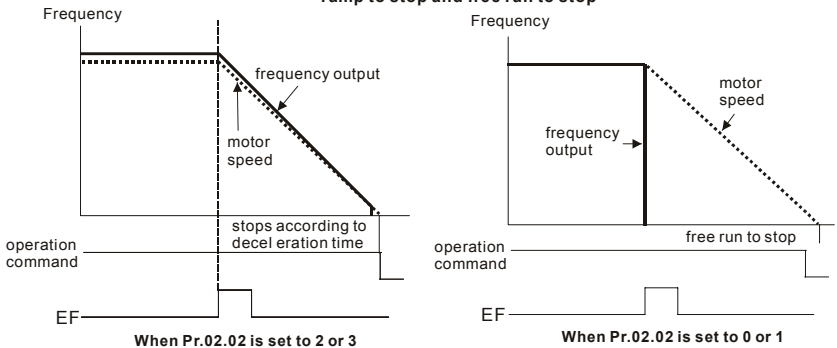 ramp to stop and free run to stop
Frequency
frequency output
motor
speed
stops according to
decel eration time
operation
command
EF
When Pr.02.02 is set to 2 or 3
Frequency
frequency
output
motor
speed
free run to stop
operation
command
EF
When Pr.02.02 is set to 0 or 1